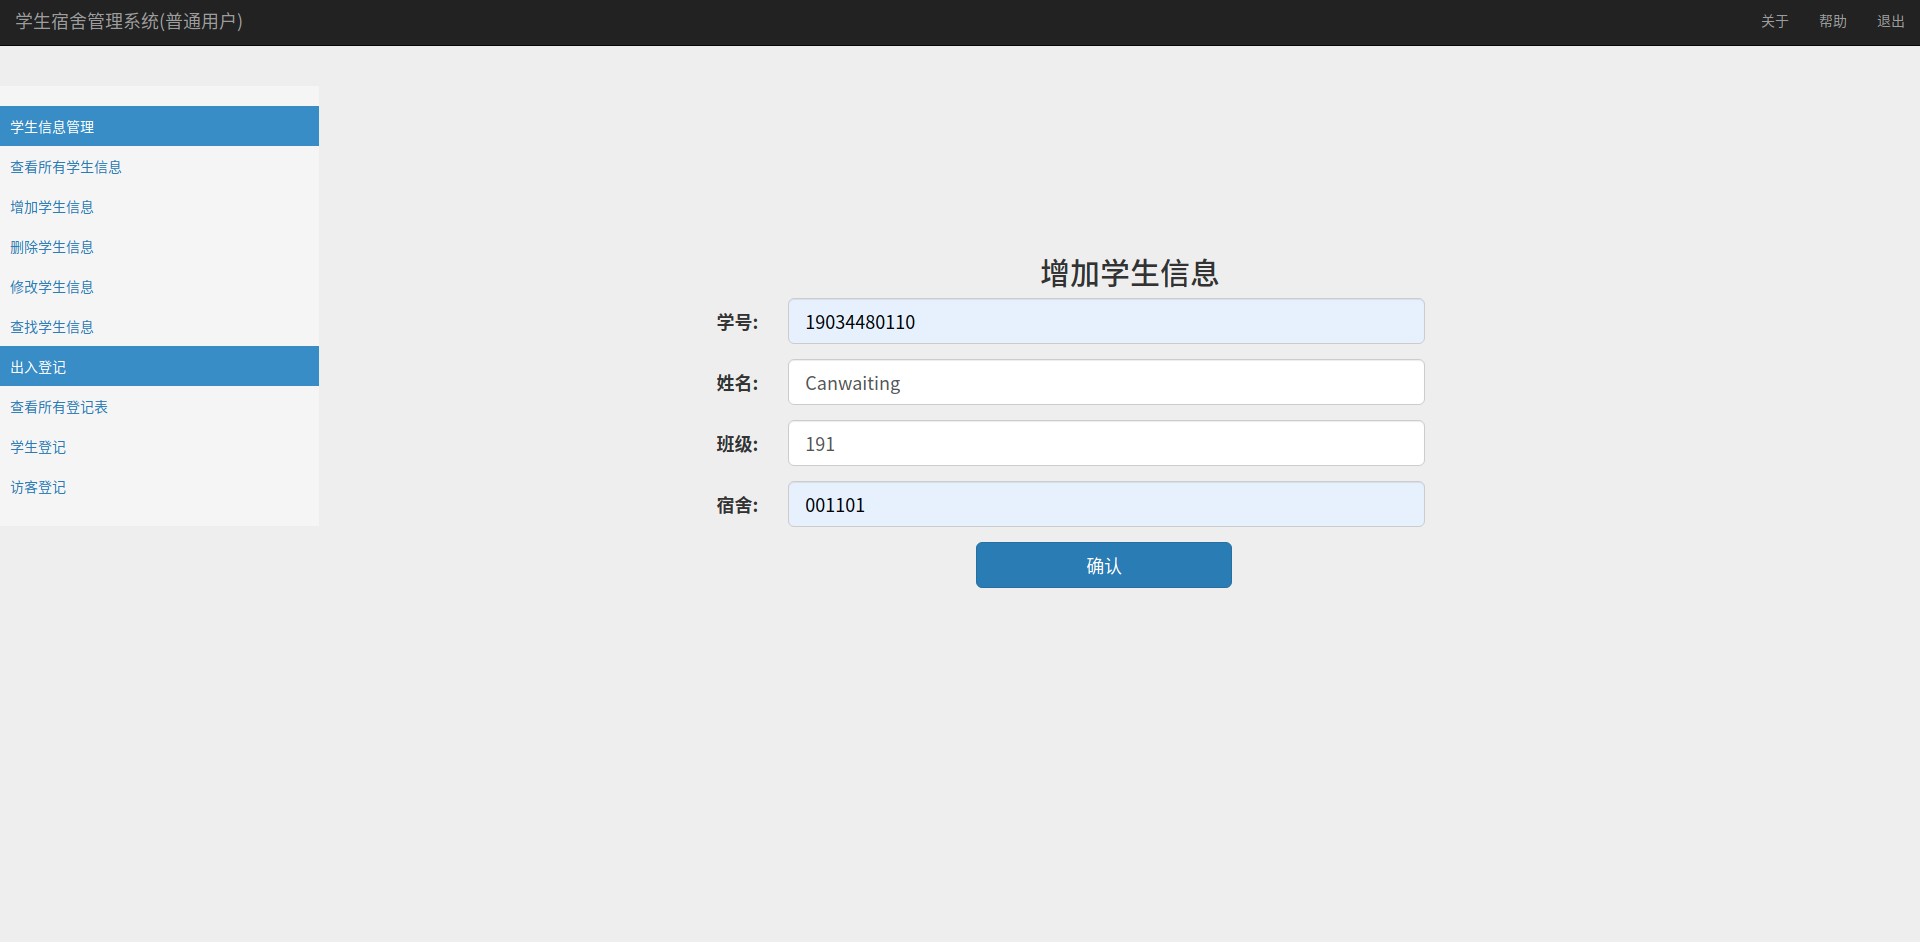 学生宿舍管理系统(普通用户)
关于 帮助 退出
学生信息管理
查看所有学生信息
增加学生信息
删除学生信息
修改学生信息
查找学生信息
出入登记
查看所有登记表
学生登记
访客登记
增加学生信息
学号: 19034480110
姓名: Canwaiting
班级: 191
宿舍: 001101
确认